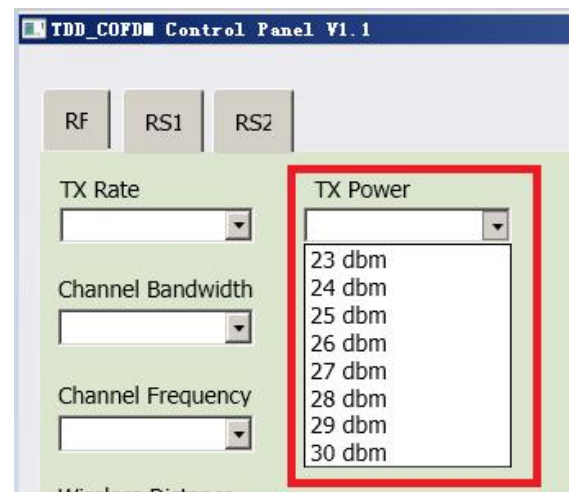 TDD_COFDM Control Panel V1.1
RF RS1 RS2
TX Rate
TX Power
23 dbm
24 dbm
25 dbm
26 dbm
27 dbm
28 dbm
29 dbm
30 dbm
Channel Bandwidth
Channel Frequency